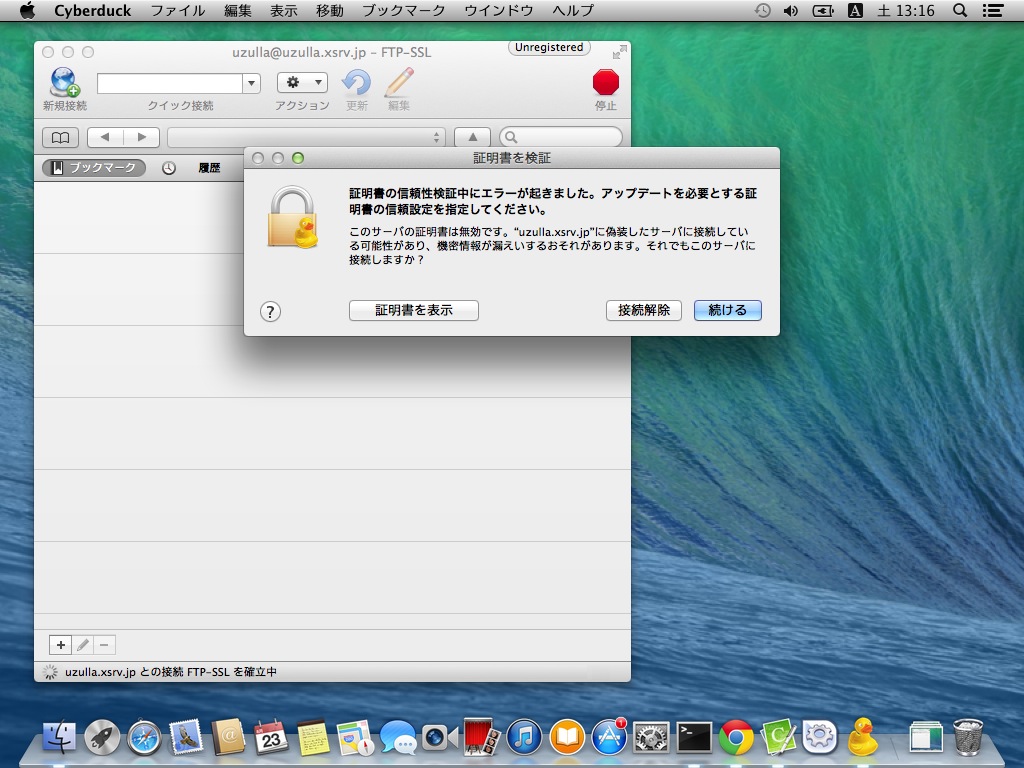 Cyberduck ファイル 編集 表示 移動 ブックマーク ウインドウ ヘルプ A 土 13:16
uzulla@uzulla.xsrv.jp – FTP-SSL
Unregistered
新規接続 クイック接続 アクション 更新 編集 停止
ブックマーク 履歴
証明書を検証
証明書の信頼性検証中にエラーが起きました。アップデートを必要とする証
明書の信頼設定を指定してください。
このサーバの証明書は無効です。“uzulla.xsrv.jp”に偽装したサーバに接続してい
る可能性があり、機密情報が漏えいするおそれがあります。それでもこのサーバに
接続しますか？
? 証明書を表示 接続解除 続ける
uzulla.xsrv.jp との接続 FTP-SSL を確立中
23
1